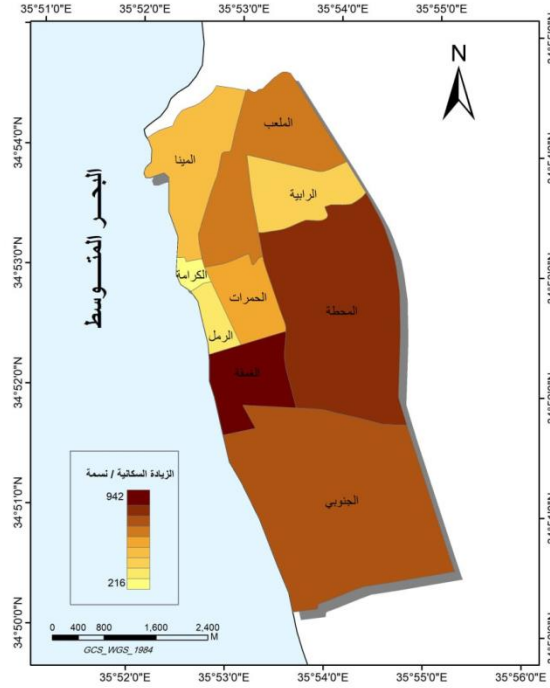 35°51'0"E 35°52'0"E 35°53'0"E 35°54'0"E 35°55'0"E
N
34°54'0"N
34°53'0"N
34°52'0"N
34°51'0"N
34°50'0"N
البحر المتوسط
الملعب
المينا
الرابية
الكرامة
الحمرات
المحطة
الرمل
الجنوبي
الزيادة السكانية / نسمة
942
216
0 400 800 1,600 2,400
M
GCS_WGS_1984
35°52'0"E 35°53'0"E 35°54'0"E 35°55'0"E 35°56'0"E